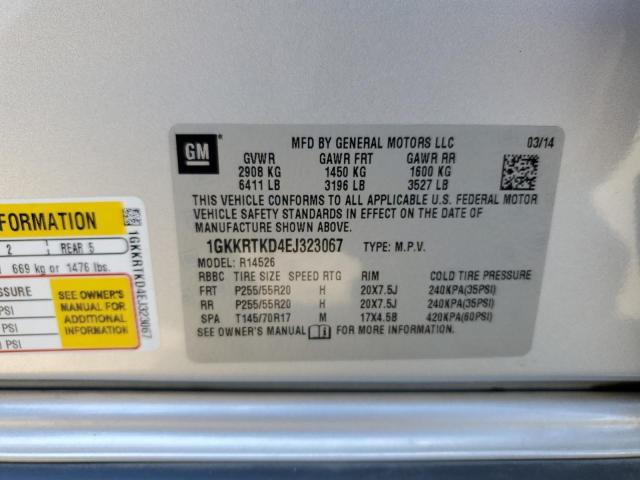 GM
MFD BY GENERAL MOTORS LLC 03/14
GVWR GAWR FRT GAWR RR
2908 KG 1450 KG 1600 KG
6411 LB 3196 LB 3527 LB
THIS VEHICLE CONFORMS TO ALL APPLICABLE U.S. FEDERAL MOTOR
VEHICLE SAFETY STANDARDS IN EFFECT ON THE DATE OF
MANUFACTURE SHOWN ABOVE.
1GKKRTKD4EJ323067 TYPE: M.P.V.
MODEL: R14526
RBBC TIRE SIZE SPEED RTG RIM COLD TIRE PRESSURE
FRT P255/55R20 H 20X7.5J 240KPA(35PSI)
RR P255/55R20 H 20X7.5J 240KPA(35PSI)
SPA T145/70R17 M 17X4.5B 420KPA(60PSI)
SEE OWNER'S MANUAL FOR MORE INFORMATION.
FORMATION
2 REAR 5
669 kg or 1476 lbs.
SSURE
PSI
PSI
PSI
SEE OWNER'S
MANUAL FOR
ADDITIONAL
INFORMATION
1GKKRTKD4EJ323067